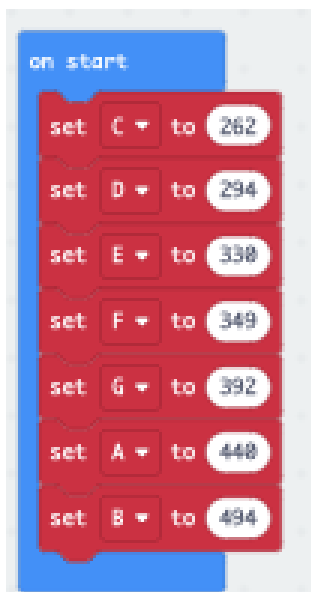 on start
set C to 262
set D to 294
set E to 330
set F to 349
set G to 392
set A to 440
set B to 494